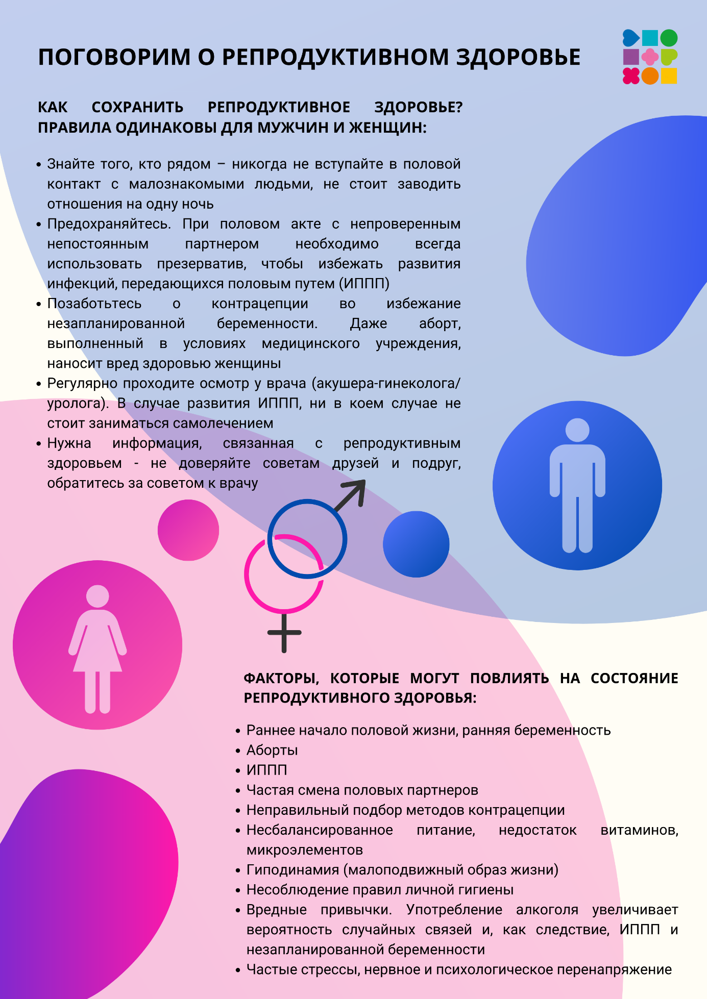 ПОГОВОРИМ О РЕПРОДУКТИВНОМ ЗДОРОВЬЕ
КАК СОХРАНИТЬ РЕПРОДУКТИВНОЕ ЗДОРОВЬЕ?
ПРАВИЛА ОДИНАКОВЫ ДЛЯ МУЖЧИН И ЖЕНЩИН:
• Знайте того, кто рядом – никогда не вступайте в половой
контакт с малознакомыми людьми, не стоит заводить
отношения на одну ночь
• Предохраняйтесь. При половом акте с непроверенным
непостоянным партнером необходимо всегда
использовать презерватив, чтобы избежать развития
инфекций, передающихся половым путем (ИППП)
• Позаботьтесь о контрацепции во избежание
незапланированной беременности. Даже аборт,
выполненный в условиях медицинского учреждения,
наносит вред здоровью женщины
• Регулярно проходите осмотр у врача (акушера-гинеколога/
уролога). В случае развития ИППП, ни в коем случае не
стоит заниматься самолечением
• Нужна информация, связанная с репродуктивным
здоровьем - не доверяйте советам друзей и подруг,
обратитесь за советом к врачу
ФАКТОРЫ, КОТОРЫЕ МОГУТ ПОВЛИЯТЬ НА СОСТОЯНИЕ
РЕПРОДУКТИВНОГО ЗДОРОВЬЯ:
• Раннее начало половой жизни, ранняя беременность
• Аборты
• ИППП
• Частая смена половых партнеров
• Неправильный подбор методов контрацепции
• Несбалансированное питание, недостаток витаминов,
микроэлементов
• Гиподинамия (малоподвижный образ жизни)
• Несоблюдение правил личной гигиены
• Вредные привычки. Употребление алкоголя увеличивает
вероятность случайных связей и, как следствие, ИППП и
незапланированной беременности
• Частые стрессы, нервное и психологическое перенапряжение